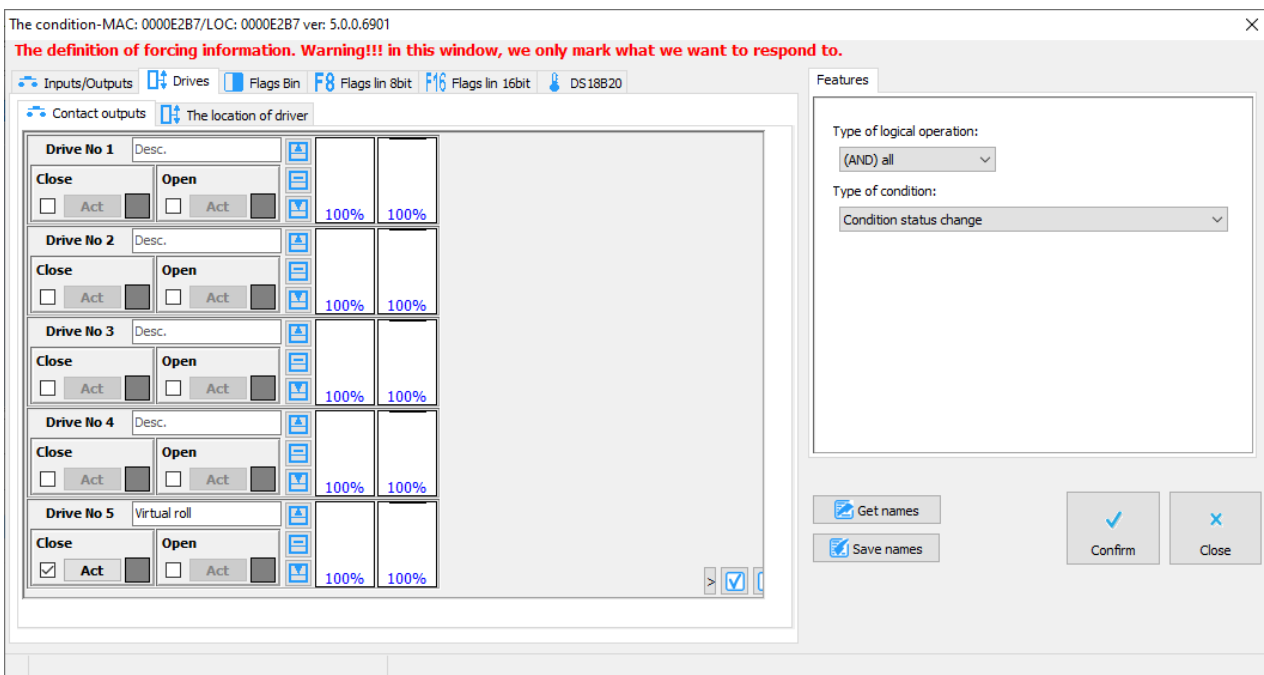 The condition-MAC: 0000E2B7/LOC: 0000E2B7 ver: 5.0.0.6901
The definition of forcing information. Warning!!! in this window, we only mark what we want to respond to.
Inputs/Outputs Drives Flags Bin F8 Flags lin 8bit F16 Flags lin 16bit DS18B20
Contact outputs The location of driver
Drive No 1 Desc.
Close Open
Act Act 100% 100%
Drive No 2 Desc.
Close Open
Act Act 100% 100%
Drive No 3 Desc.
Close Open
Act Act 100% 100%
Drive No 4 Desc.
Close Open
Act Act 100% 100%
Drive No 5 Virtual roll
Close Open
Act Act 100% 100%
>
Features
Type of logical operation:
(AND) all
Type of condition:
Condition status change
Get names
Save names
Confirm
Close